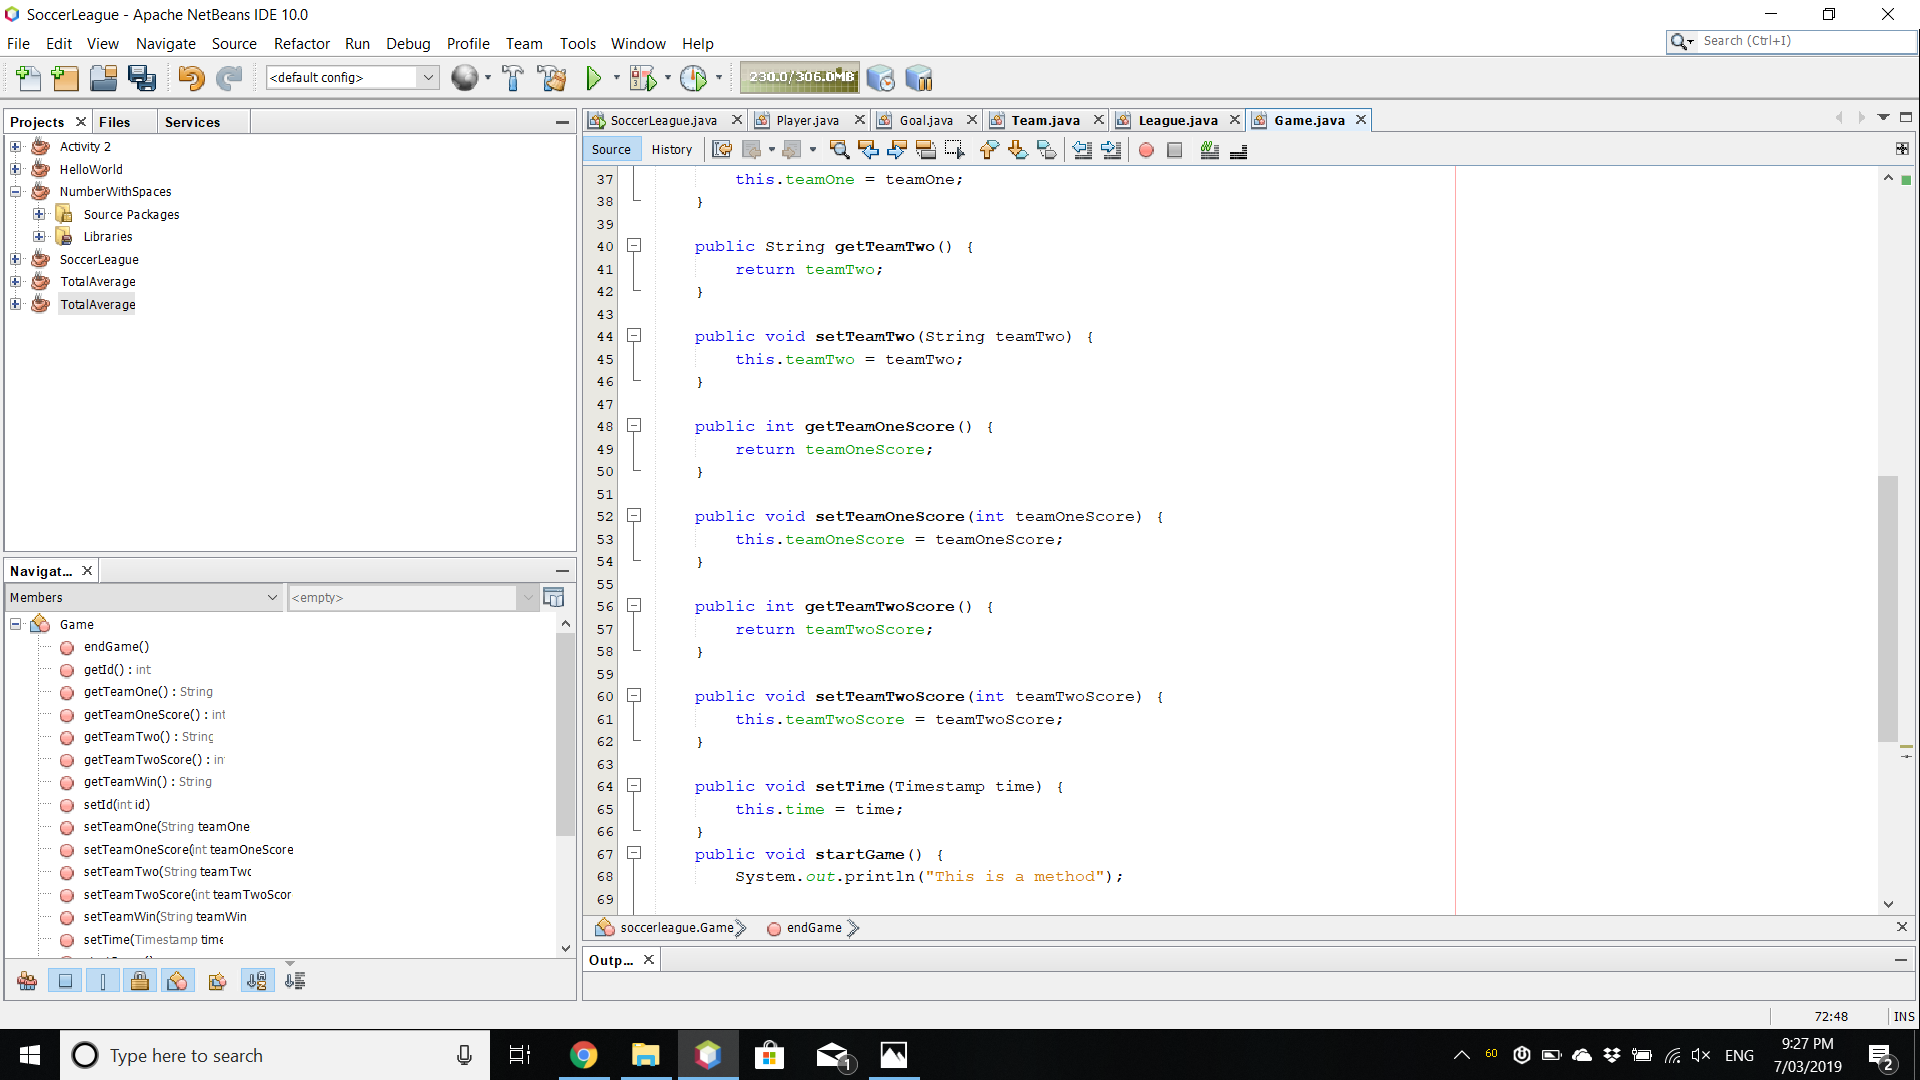 SoccerLeague - Apache NetBeans IDE 10.0
File Edit View Navigate Source Refactor Run Debug Profile Team Tools Window Help
Search (Ctrl+I)
<default config>
230.0/306.0MB
Projects Files Services
Activity 2
HelloWorld
NumberWithSpaces
Source Packages
Libraries
SoccerLeague
TotalAverage
TotalAverage
Navigat...
Members
<empty>
Game
endGame()
getId() : int
getTeamOne() : String
getTeamOneScore() : int
getTeamTwo() : String
getTeamTwoScore() : in
getTeamWin() : String
setId(int id)
setTeamOne(String teamOne
setTeamOneScore(int teamOneScore
setTeamTwo(String teamTwo
setTeamTwoScore(int teamTwoScor
setTeamWin(String teamWin
setTime(Timestamp time
SoccerLeague.java Player.java Goal.java Team.java League.java Game.java
Source History
37 this.teamOne = teamOne;
38 }
39
40 public String getTeamTwo() {
41 return teamTwo;
42 }
43
44 public void setTeamTwo(String teamTwo) {
45 this.teamTwo = teamTwo;
46 }
47
48 public int getTeamOneScore() {
49 return teamOneScore;
50 }
51
52 public void setTeamOneScore(int teamOneScore) {
53 this.teamOneScore = teamOneScore;
54 }
55
56 public int getTeamTwoScore() {
57 return teamTwoScore;
58 }
59
60 public void setTeamTwoScore(int teamTwoScore) {
61 this.teamTwoScore = teamTwoScore;
62 }
63
64 public void setTime(Timestamp time) {
65 this.time = time;
66 }
67 public void startGame() {
68 System.out.println("This is a method");
69
soccerleague.Game endGame
Outp...
72:48 INS
Type here to search
1
60
ENG
9:27 PM
7/03/2019
2